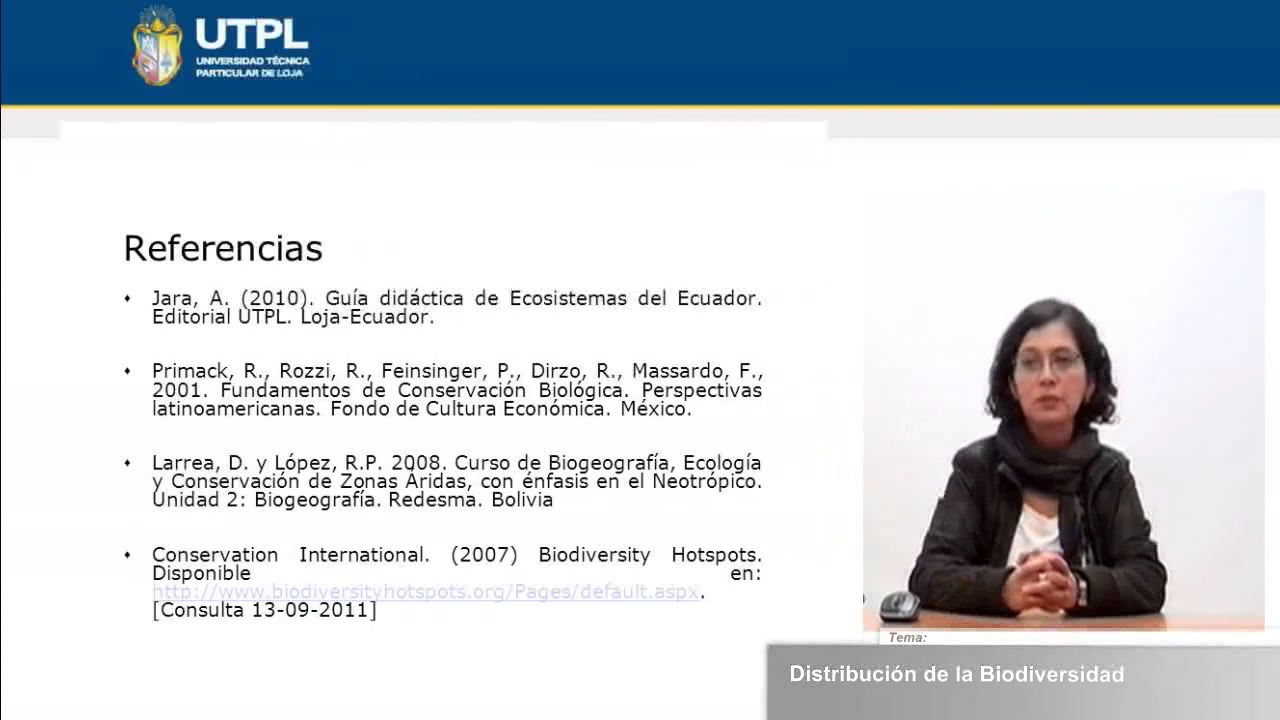 UTPL
UNIVERSIDAD TÉCNICA
PARTICULAR DE LOJA
Referencias
Jara, A. (2010). Guía didáctica de Ecosistemas del Ecuador.
Editorial UTPL. Loja-Ecuador.
Primack, R., Rozzi, R., Feinsinger, P., Dirzo, R., Massardo, F.,
2001. Fundamentos de Conservación Biológica. Perspectivas
latinoamericanas. Fondo de Cultura Económica. México.
Larrea, D. y López, R.P. 2008. Curso de Biogeografía, Ecología
y Conservación de Zonas Áridas, con énfasis en el Neotrópico.
Unidad 2: Biogeografía. Redesma. Bolivia
Conservation International. (2007) Biodiversity Hotspots.
Disponible en:
http://www.biodiversityhotspots.org/Pages/default.aspx.
[Consulta 13-09-2011]
Tema:
Distribución de la Biodiversidad